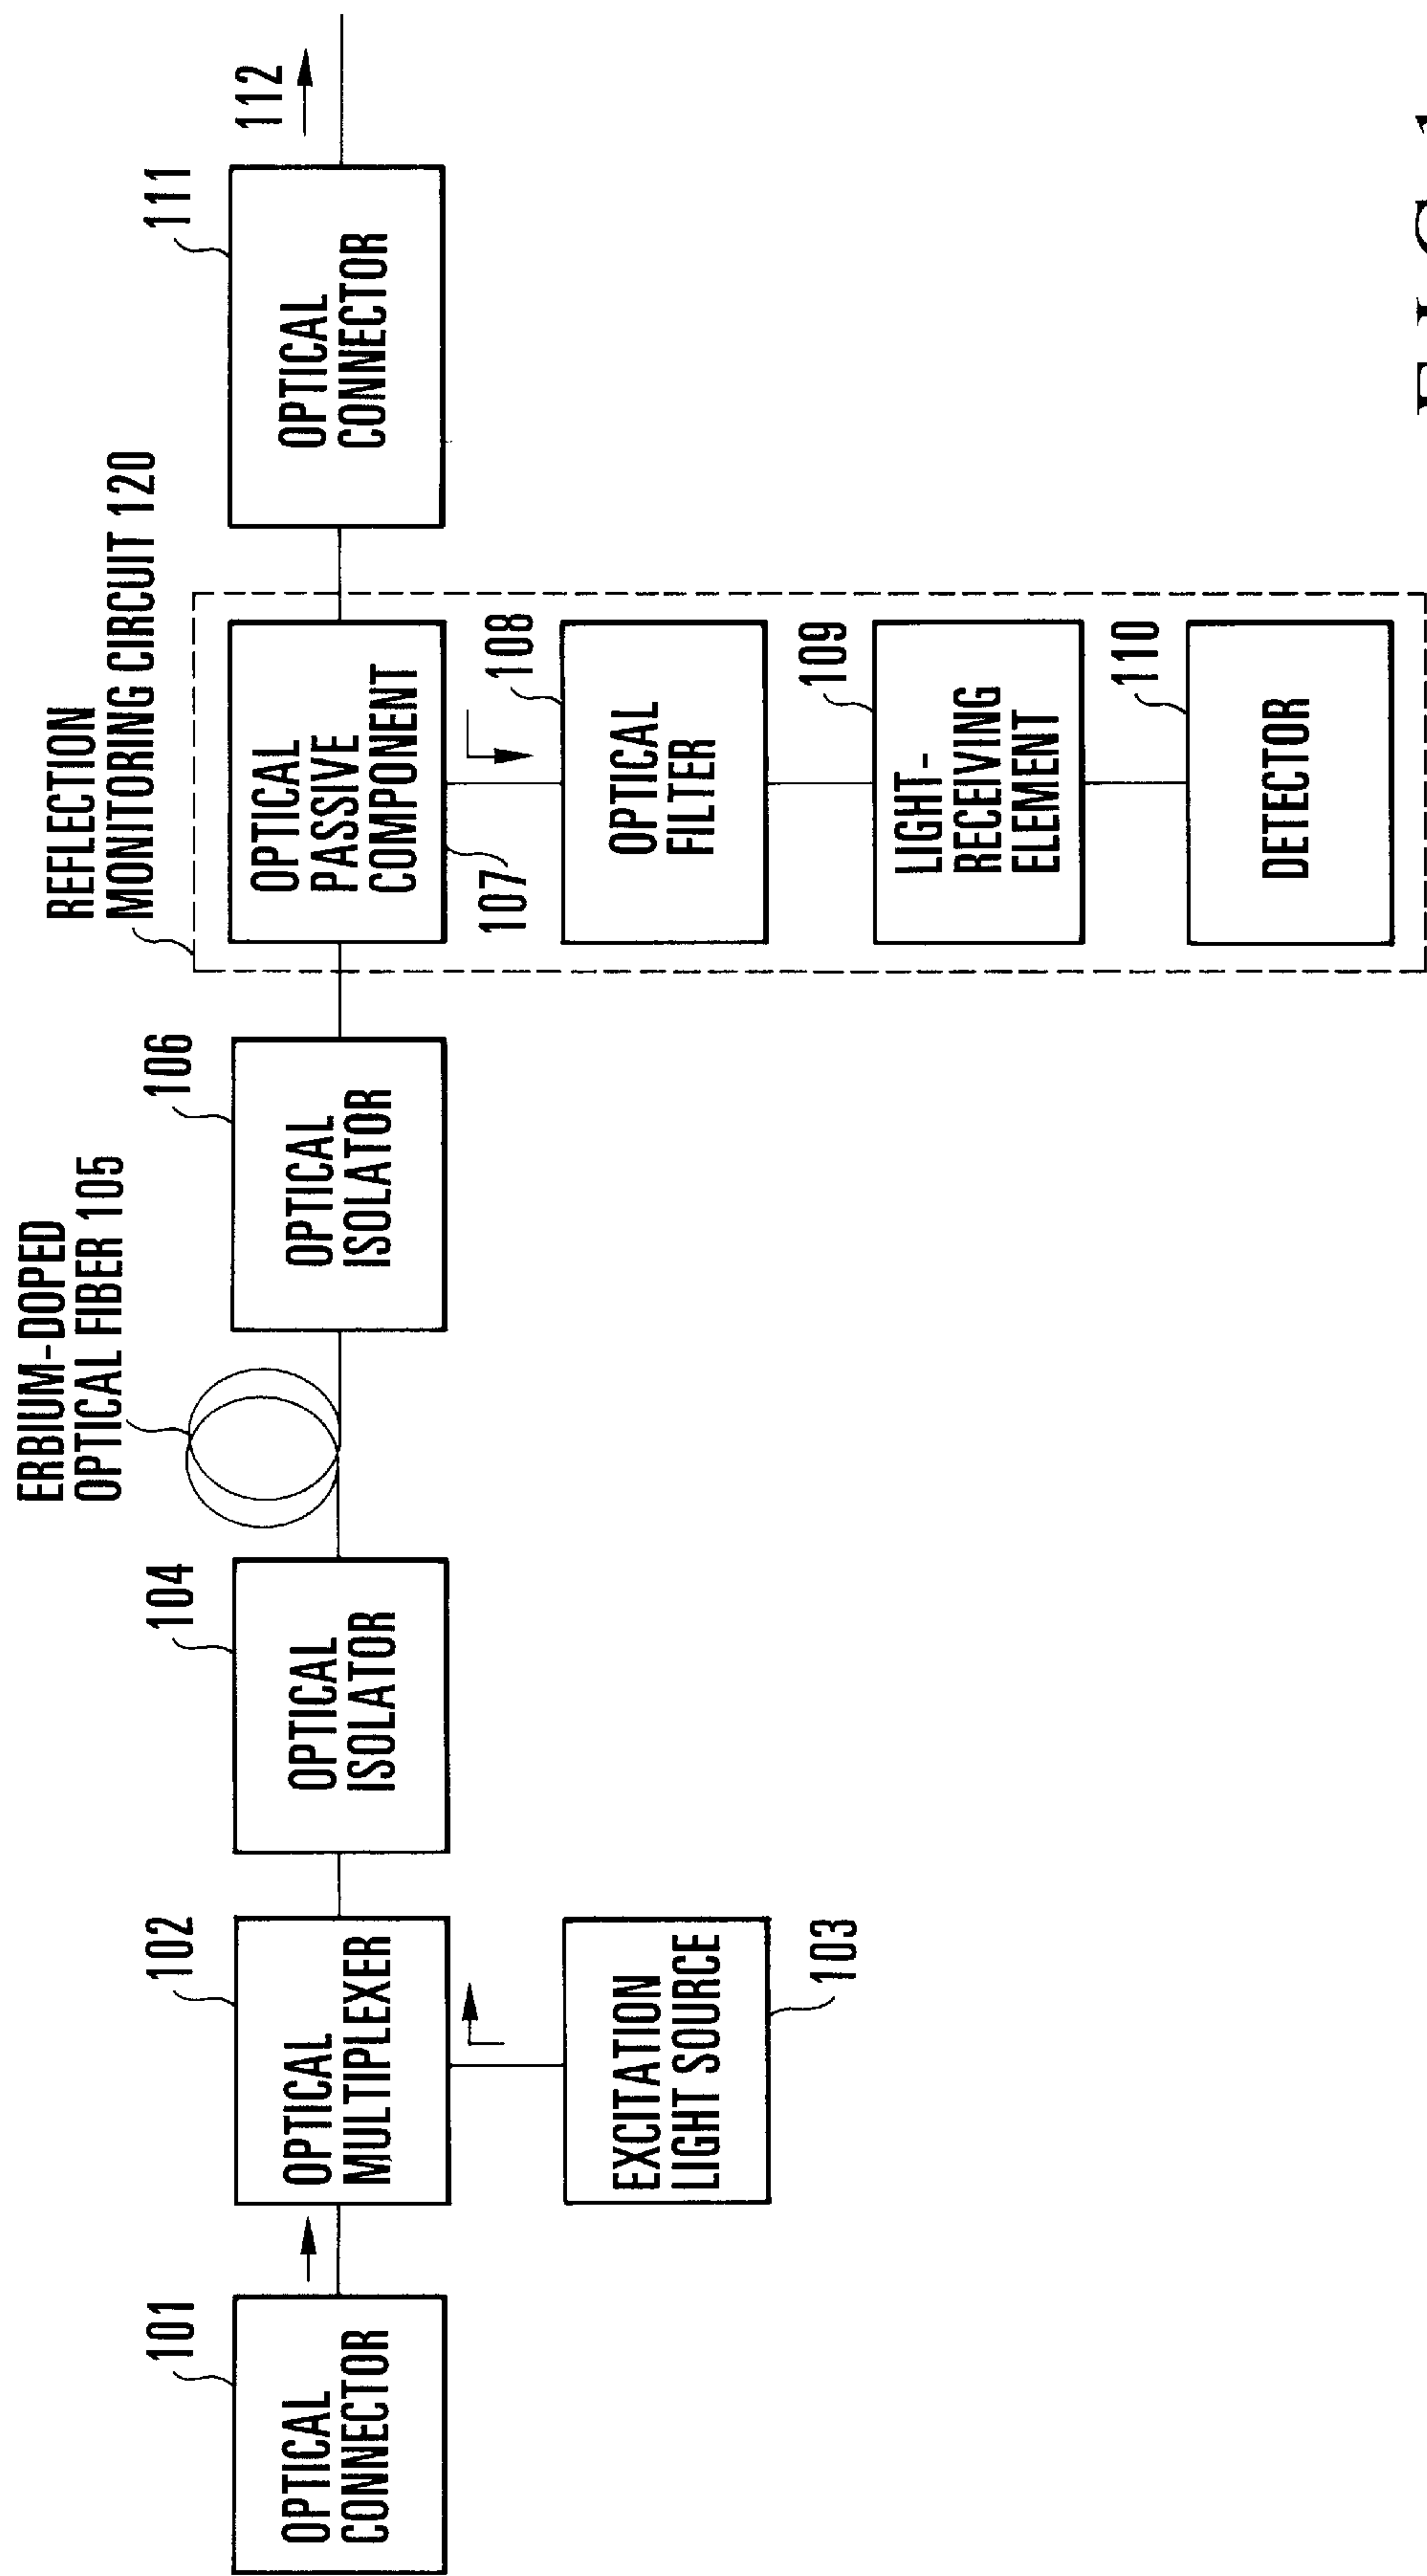 OPTICAL
CONNECTOR
101
OPTICAL
MULTIPLEXER
102
EXCITATION
LIGHT SOURCE
103
OPTICAL
ISOLATOR
104
ERBIUM-DOPED
OPTICAL FIBER 105
OPTICAL
ISOLATOR
106
REFLECTION
MONITORING CIRCUIT 120
OPTICAL
PASSIVE
COMPONENT
107
OPTICAL
FILTER
108
LIGHT-
RECEIVING
ELEMENT
109
DETECTOR
110
OPTICAL
CONNECTOR
111
112